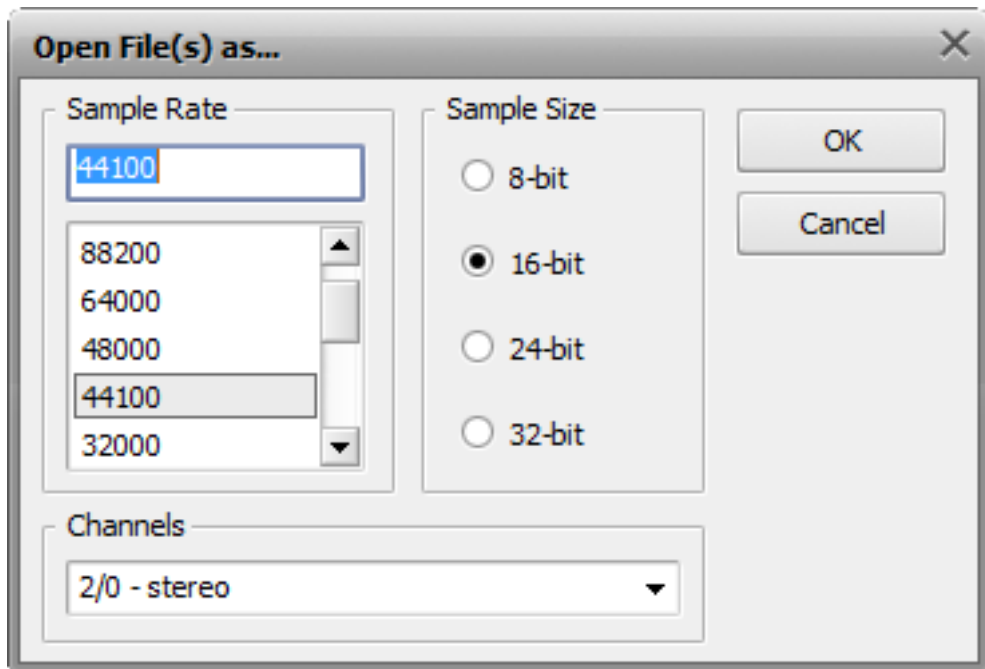 Open File(s) as...
Sample Rate
44100
88200
64000
48000
44100
32000
Sample Size
8-bit
16-bit
24-bit
32-bit
OK
Cancel
Channels
2/0 - stereo